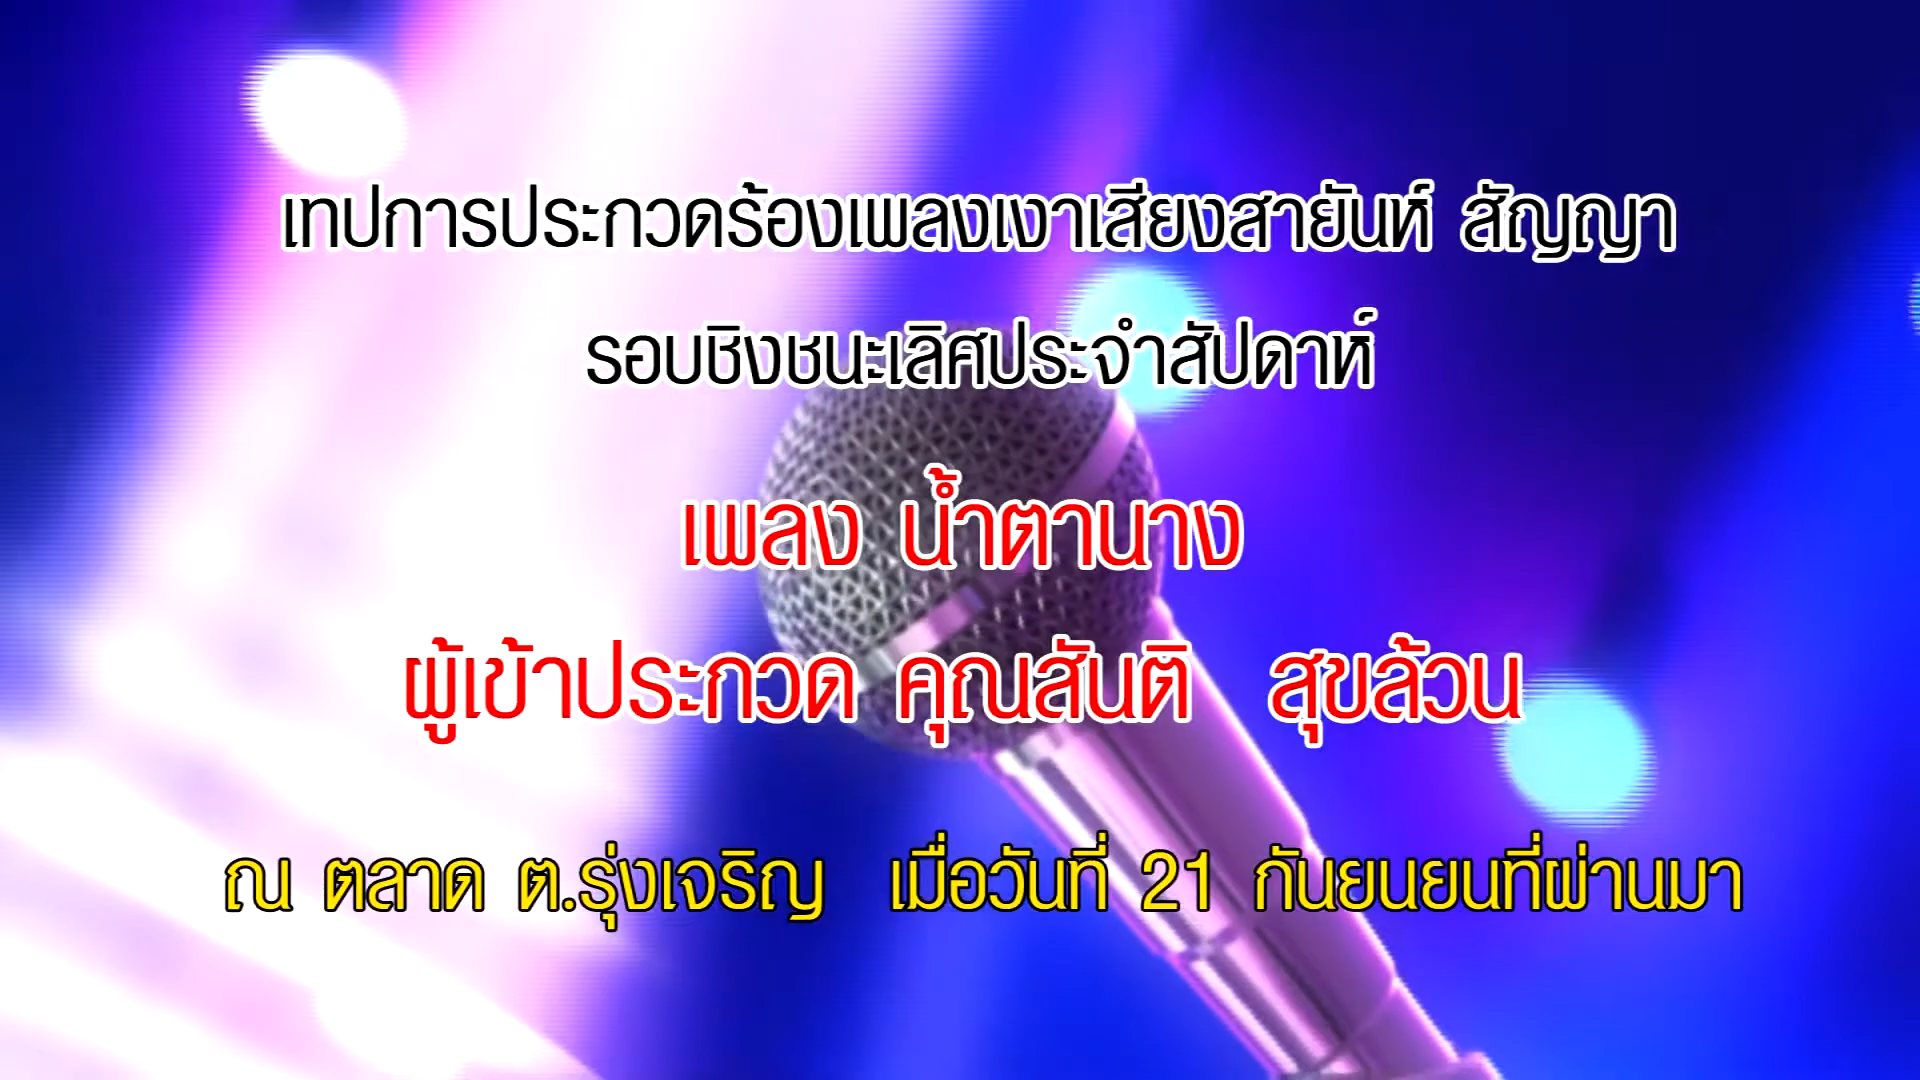 เทปการประกวดร้องเพลงเงาเสียงสายันห์ สัญญา
รอบชิงชนะเลิศประจำสัปดาห์
เพลง น้ำตานาง
ผู้เข้าประกวด คุณสันติ สุขล้วน
ณ ตลาด ต.รุ่งเจริญ เมื่อวันที่ 21 กันยนยนที่ผ่านมา